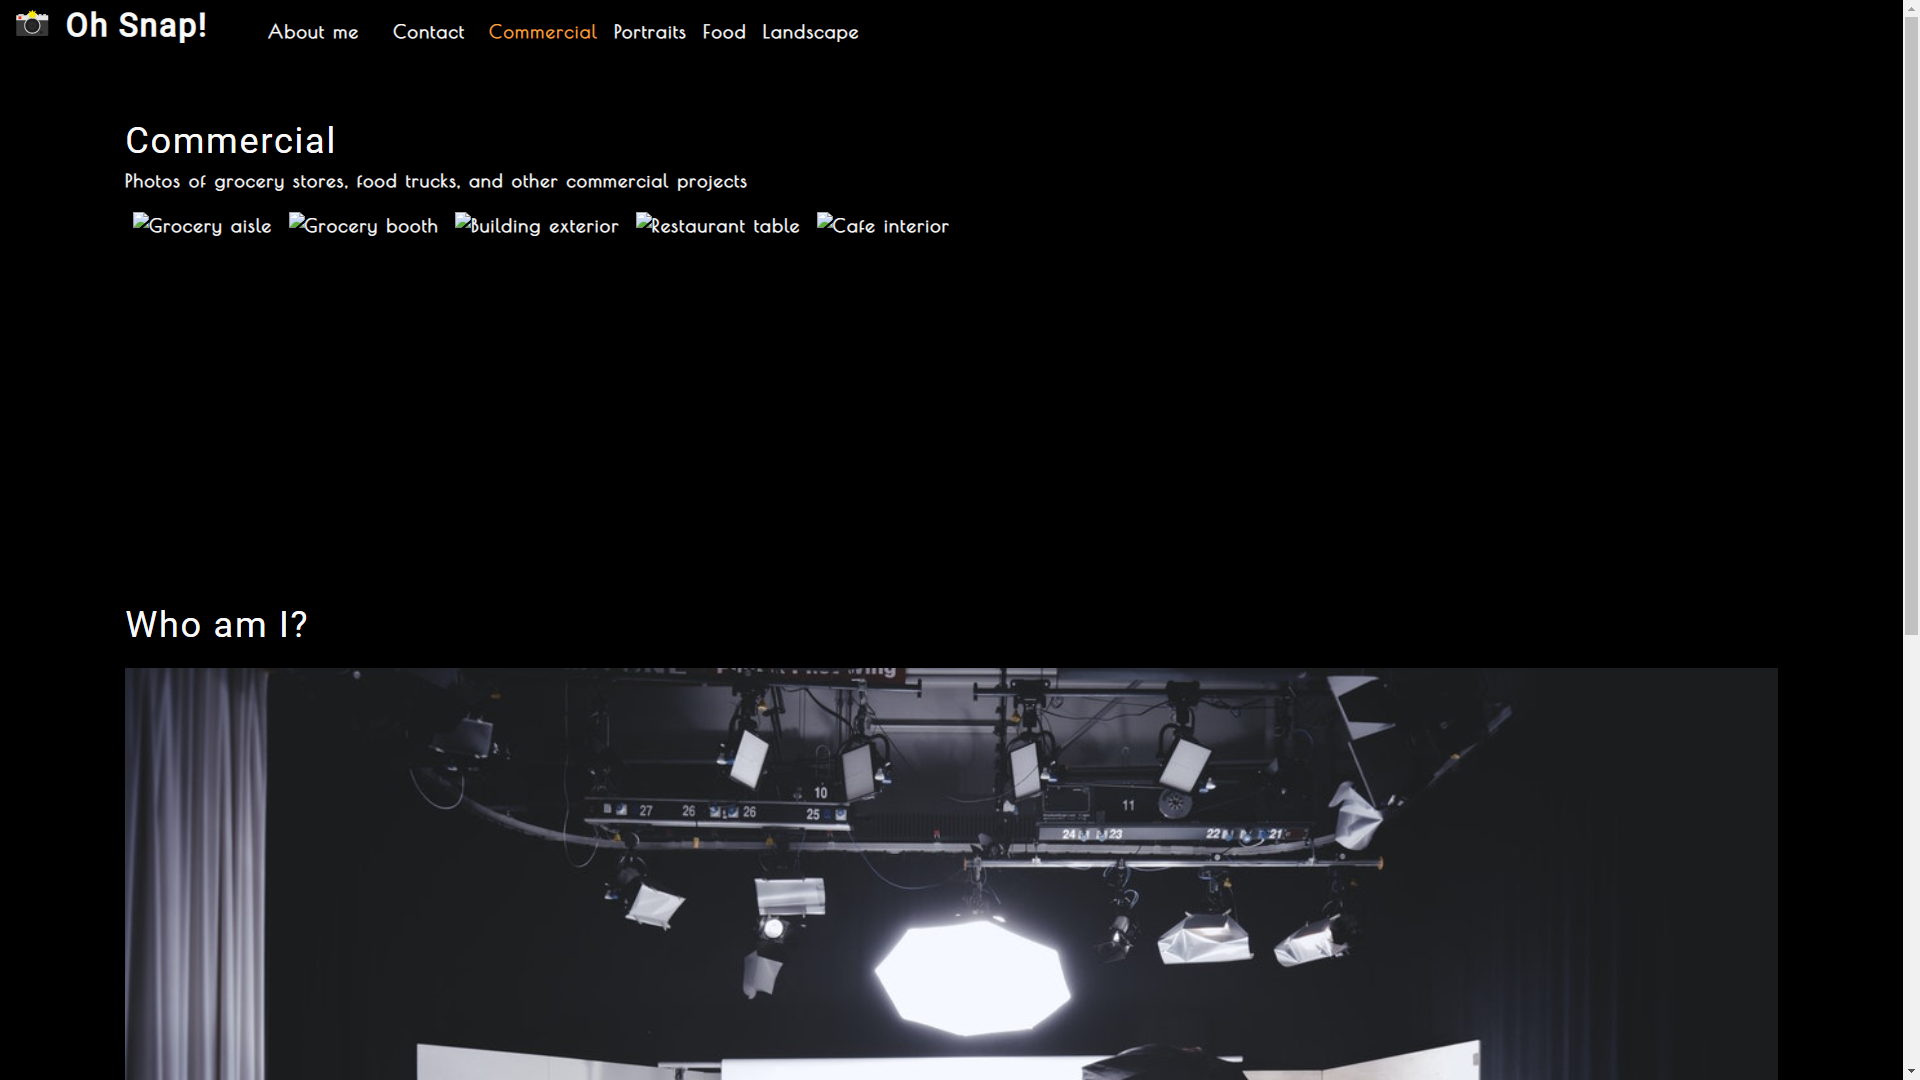 Oh Snap! About me Contact Commercial Portraits Food Landscape
Commercial
Photos of grocery stores, food trucks, and other commercial projects
Grocery aisle Grocery booth Building exterior Restaurant table Cafe interior
Who am I?
10
11
27 26 26 25
24 23 22 21